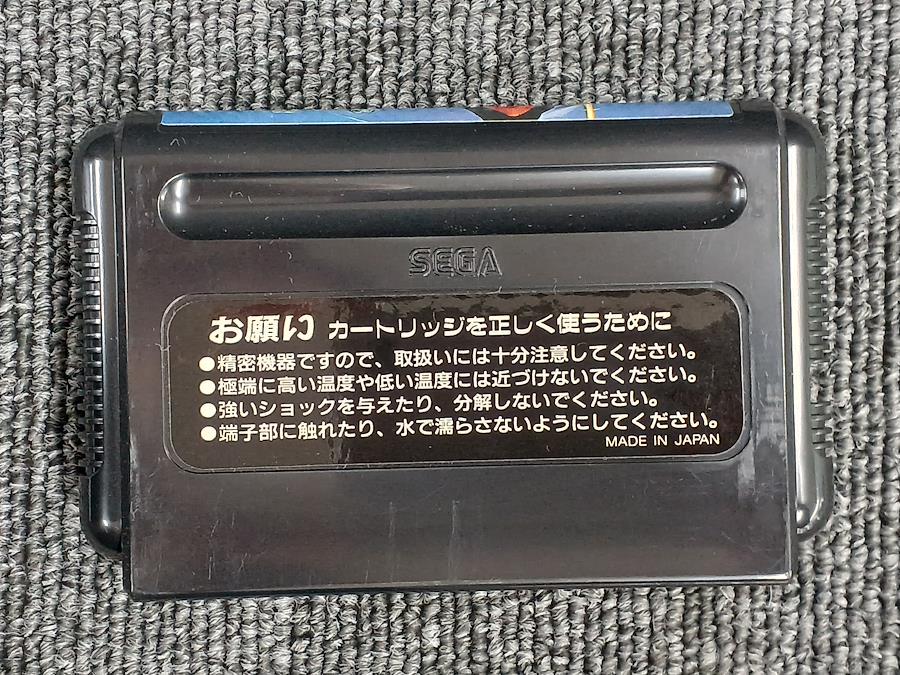 SEGA
お願い カートリッジを正しく使うために
●精密機器ですので、取扱いには十分注意してください。
●極端に高い温度や低い温度には近づけないでください。
●強いショックを与えたり、分解しないでください。
●端子部に触れたり、水で濡らさないようにしてください。
MADE IN JAPAN